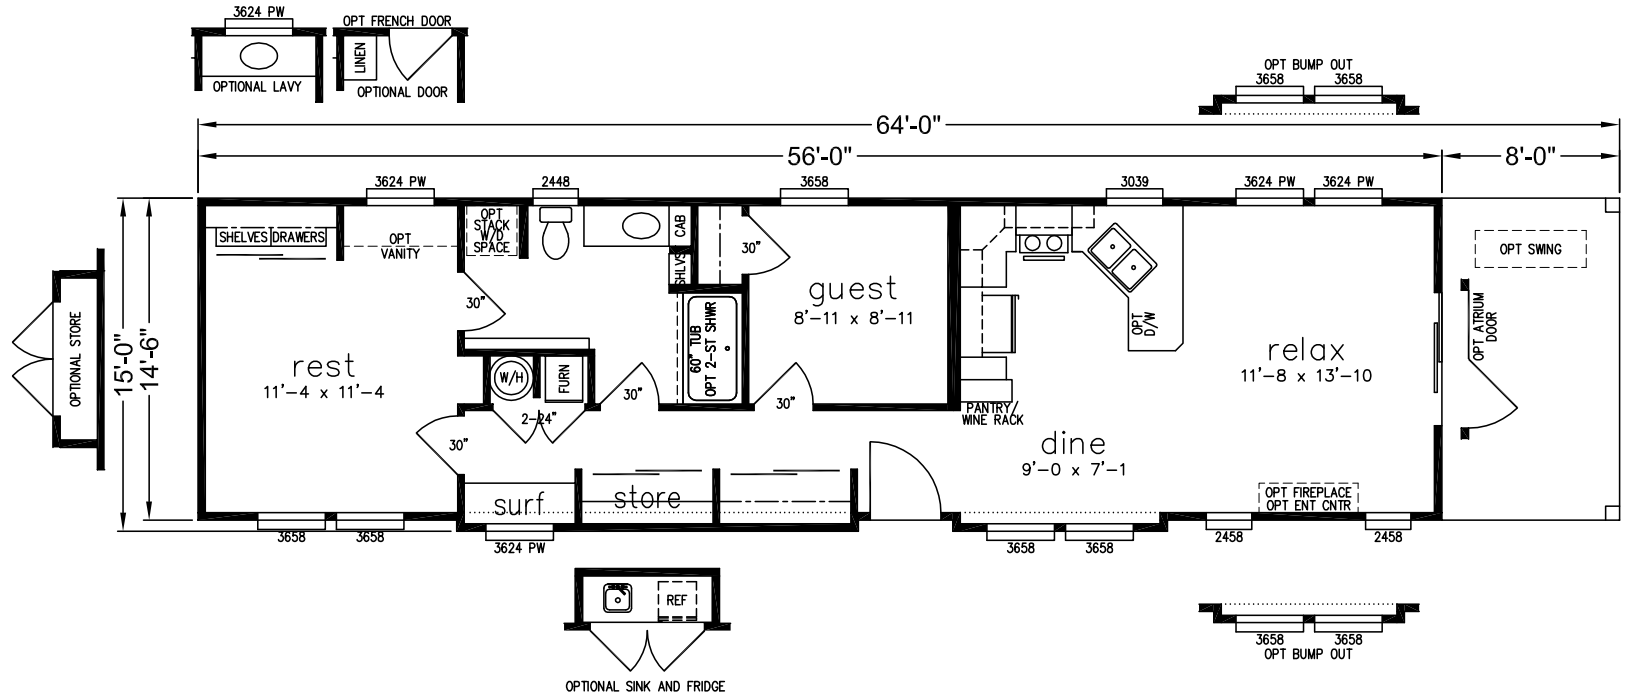 3624 PW
OPTIONAL LAVY
OPT FRENCH DOOR
LINEN
OPTIONAL DOOR
OPT BUMP OUT
3658
3658
64'-0"
56'-0"
8'-0"
3624 PW
2448
3658
3039
3624 PW
3624 PW
SHELVES
DRAWERS
OPT
VANITY
OPT
STACK
W/D
SPACE
CAB
SHLVS
30"
OPT SWING
OPTIONAL STORE
15'-0"
14'-6"
30"
60" TUB
OPT 2-ST SHWR
guest
8'-11 x 8'-11
OPT
D/W
OPT ATRIUM
DOOR
rest
11'-4 x 11'-4
W/H
FURN
relax
11'-8 x 13'-10
30"
30"
2-24"
PANTRY/
WINE RACK
30"
dine
9'-0 x 7'-1
surf
store
OPT FIREPLACE
OPT ENT CNTR
3658
3658
3624 PW
3658
3658
2458
2458
REF
OPTIONAL SINK AND FRIDGE
3658
3658
OPT BUMP OUT